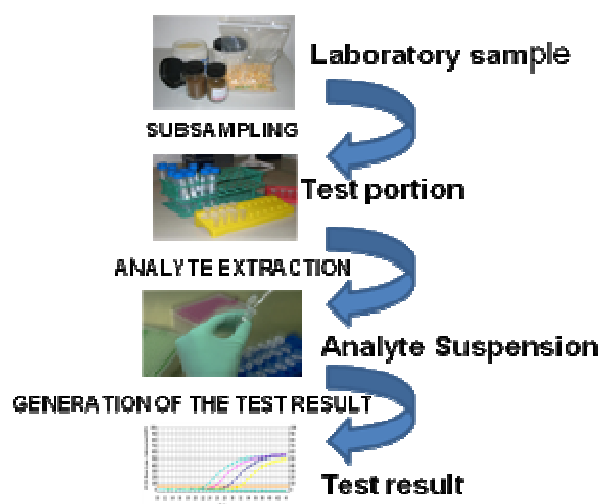 Laboratory sample
SUBSAMPLING
Test portion
ANALYTE EXTRACTION
Analyte Suspension
GENERATION OF THE TEST RESULT
Test result